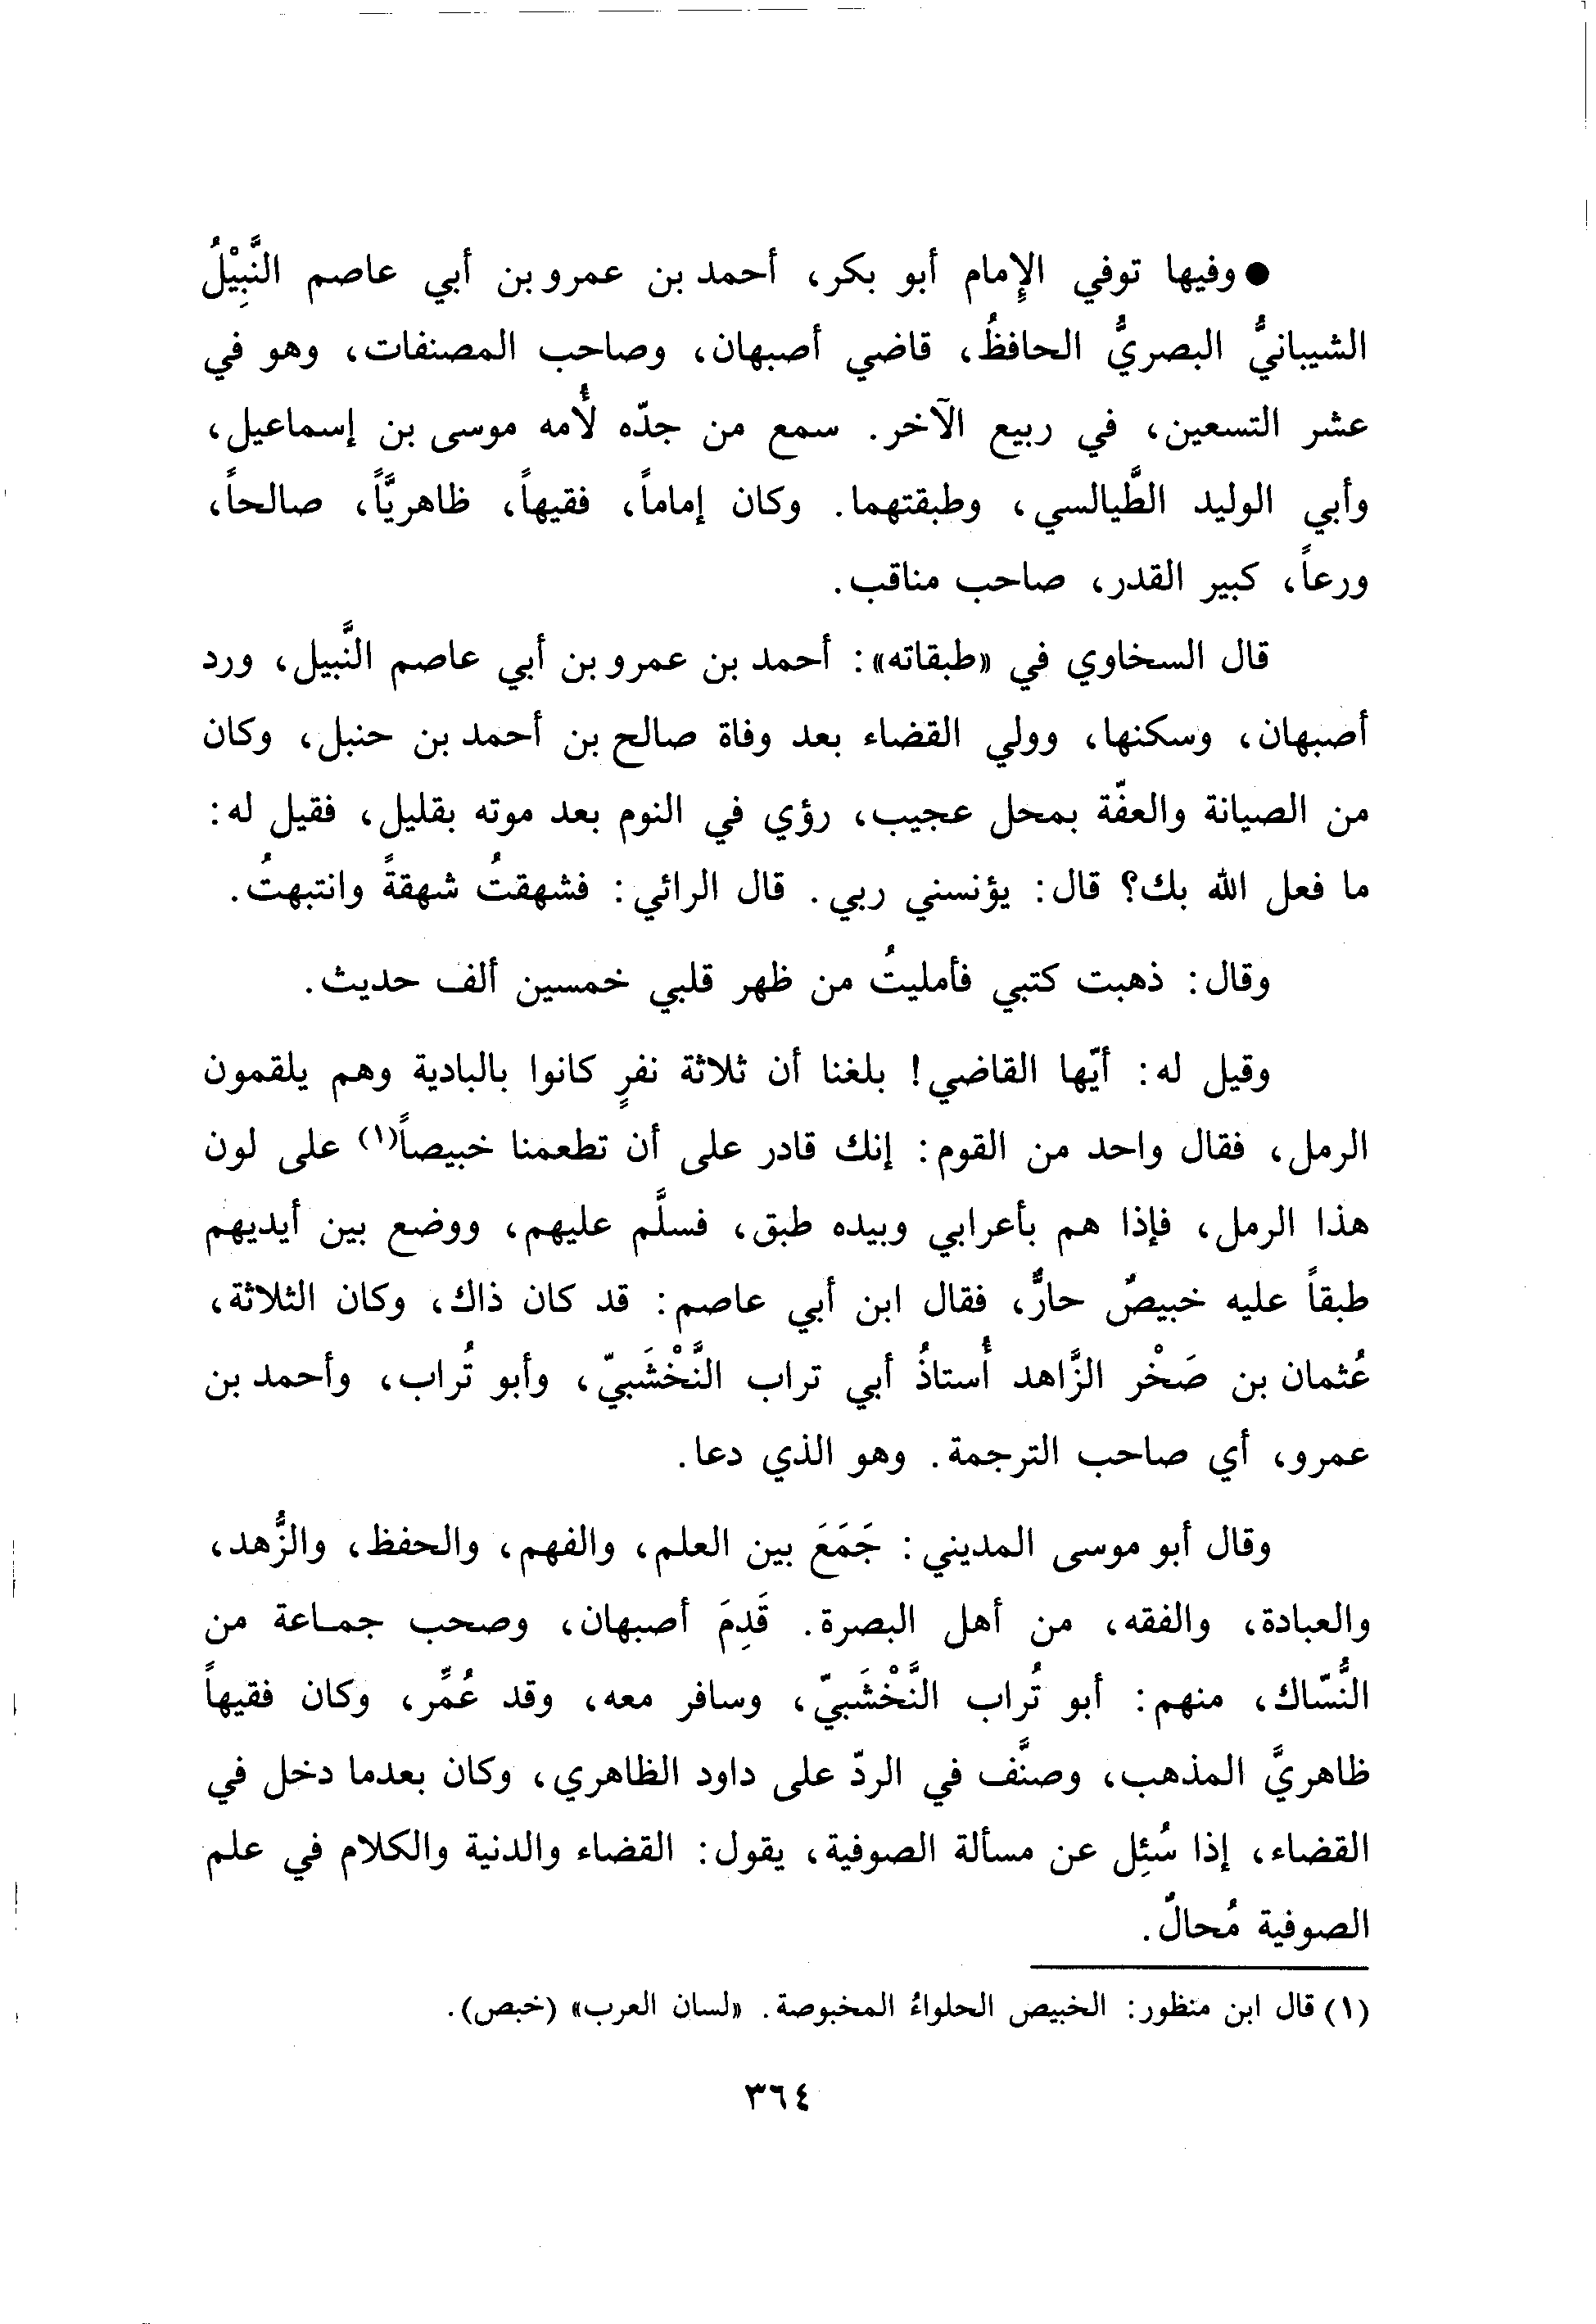 ● وفيها توفي الإمام أبو بكر، أحمد بن عمرو بن أبي عاصم النَّبِيْلُ
الشيبانيُّ البصريُّ الحافظُ، قاضي أصبهان، وصاحب المصنفات، وهو في
عشر التسعين، في ربيع الآخر. سمع من جدّه لأُمه موسى بن إسماعيل،
وأبي الوليد الطَّيالسي، وطبقتهما. وكان إماماً، فقيهاً، ظاهريَّاً، صالحاً،
ورعاً، كبير القدر، صاحب مناقب.
قال السخاوي في «طبقاته»: أحمد بن عمرو بن أبي عاصم النَّبيل، ورد
أصبهان، وسكنها، وولي القضاء بعد وفاة صالح بن أحمد بن حنبل، وكان
من الصيانة والعفّة بمحل عجيب، رؤي في النوم بعد موته بقليل، فقيل له:
ما فعل الله بك؟ قال: يؤنسني ربي. قال الرائي: فشهقتُ شهقةً وانتبهتُ.
وقال: ذهبت كتبي فأمليتُ من ظهر قلبي خمسين ألف حديث.
وقيل له: أيّها القاضي! بلغنا أن ثلاثة نفرٍ كانوا بالبادية وهم يلقمون
الرمل، فقال واحد من القوم: إنك قادر على أن تطعمنا خبيصاً(١) على لون
هذا الرمل، فإذا هم بأعرابي وبيده طبق، فسلَّم عليهم، ووضع بين أيديهم
طبقاً عليه خبيصٌ حارٌّ، فقال ابن أبي عاصم: قد كان ذاك، وكان الثلاثة،
عُثمان بن صَخْر الزَّاهد أُستاذُ أبي تراب النَّخْشَبيّ، وأبو تُراب، وأحمد بن
عمرو، أي صاحب الترجمة. وهو الذي دعا.
وقال أبو موسى المديني: جَمَعَ بين العلم، والفهم، والحفظ، والزُّهد،
والعبادة، والفقه، من أهل البصرة. قَدِمَ أصبهان، وصحب جماعة من
النُّسّاك، منهم: أبو تُراب النَّخْشَبيّ، وسافر معه، وقد عُمِّر، وكان فقيهاً
ظاهريَّ المذهب، وصنَّف في الردّ على داود الظاهري، وكان بعدما دخل في
القضاء، إذا سُئِل عن مسألة الصوفية، يقول: القضاء والدنية والكلام في علم
الصوفية مُحالٌ.
(١) قال ابن منظور: الخبيص الحلواءُ المخبوصة. «لسان العرب» (خبص).
٣٦٤